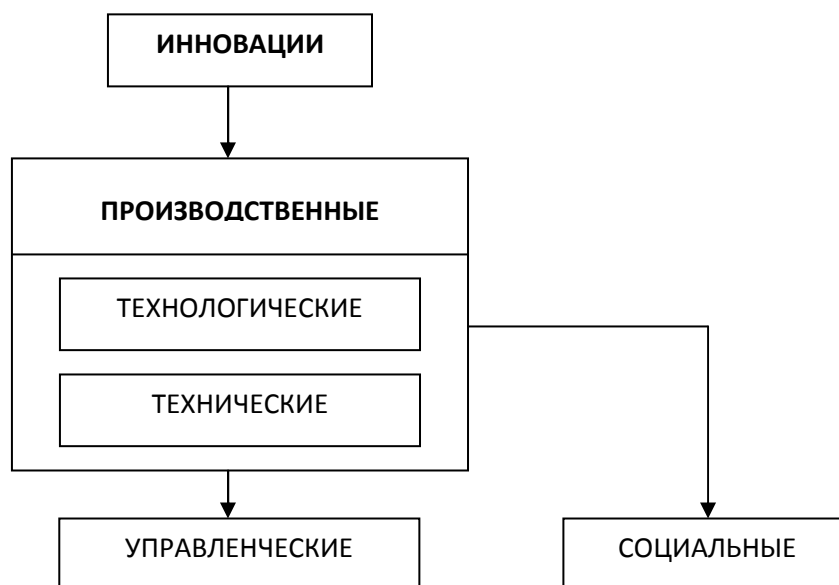 ИННОВАЦИИ
ПРОИЗВОДСТВЕННЫЕ
ТЕХНОЛОГИЧЕСКИЕ
ТЕХНИЧЕСКИЕ
УПРАВЛЕНЧЕСКИЕ
СОЦИАЛЬНЫЕ